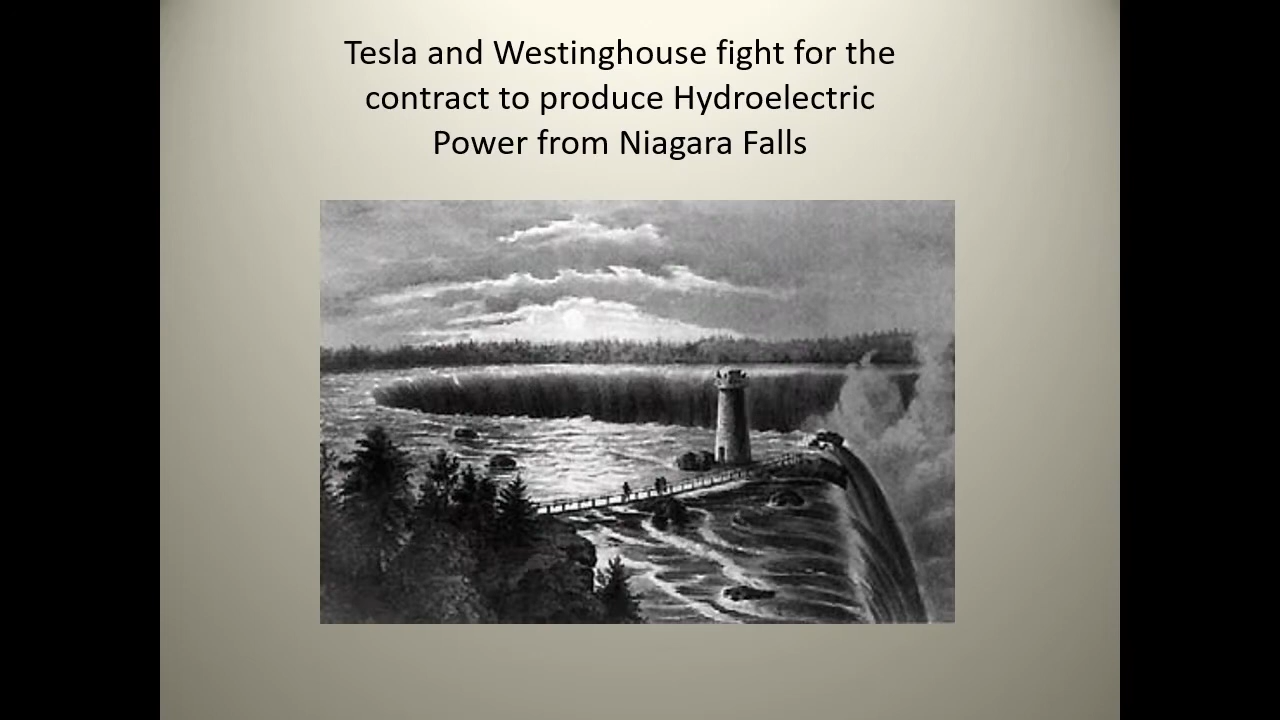 Tesla and Westinghouse fight for the
contract to produce Hydroelectric
Power from Niagara Falls